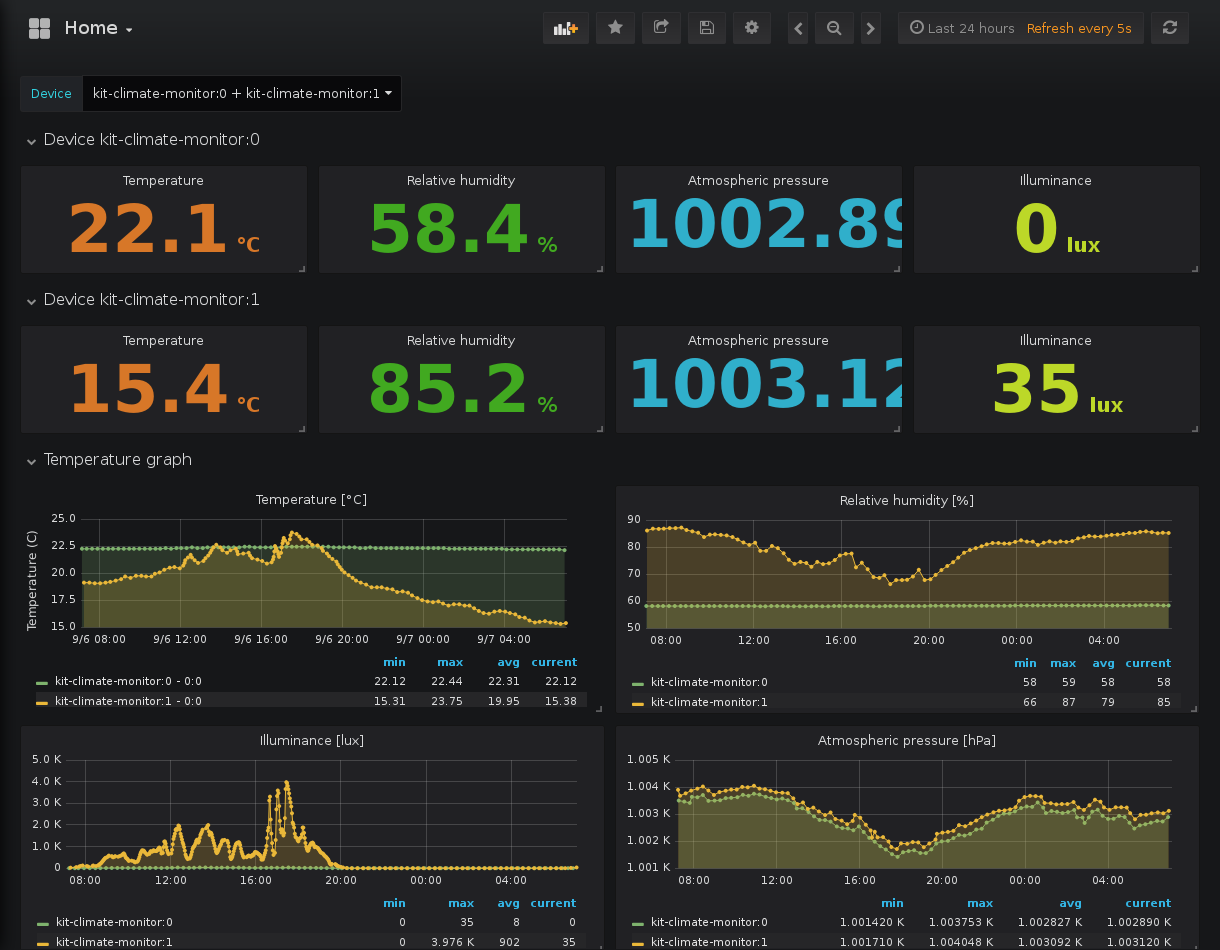 Home
Last 24 hours Refresh every 5s
Device kit-climate-monitor:0 + kit-climate-monitor:1
Device kit-climate-monitor:0
Temperature Relative humidity Atmospheric pressure Illuminance
22.1 °C 58.4 % 1002.89 0 lux
Device kit-climate-monitor:1
Temperature Relative humidity Atmospheric pressure Illuminance
15.4 °C 85.2 % 1003.12 35 lux
Temperature graph
Temperature [°C]
Temperature (C)
25.0
22.5
20.0
17.5
15.0
9/6 08:00 9/6 12:00 9/6 16:00 9/6 20:00 9/7 00:00 9/7 04:00
min max avg current
kit-climate-monitor:0 - 0:0 22.12 22.44 22.31 22.12
kit-climate-monitor:1 - 0:0 15.31 23.75 19.95 15.38
Relative humidity [%]
90
80
70
60
50
08:00 12:00 16:00 20:00 00:00 04:00
min max avg current
kit-climate-monitor:0 58 59 58 58
kit-climate-monitor:1 66 87 79 85
Illuminance [lux]
5.0 K
4.0 K
3.0 K
2.0 K
1.0 K
0
08:00 12:00 16:00 20:00 00:00 04:00
min max avg current
kit-climate-monitor:0 0 35 8 0
kit-climate-monitor:1 0 3.976 K 902 35
Atmospheric pressure [hPa]
1.005 K
1.004 K
1.003 K
1.002 K
1.001 K
08:00 12:00 16:00 20:00 00:00 04:00
min max avg current
kit-climate-monitor:0 1.001420 K 1.003753 K 1.002827 K 1.002890 K
kit-climate-monitor:1 1.001710 K 1.004048 K 1.003092 K 1.003120 K